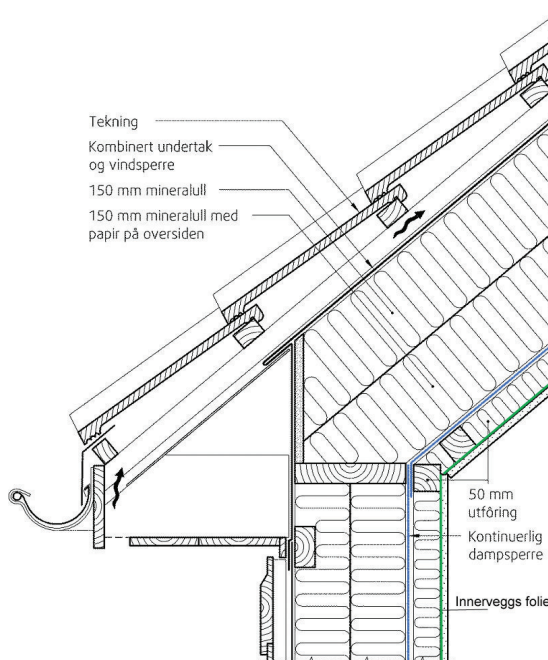 Tekning
Kombinert undertak
og vindsperre
150 mm mineralull
150 mm mineralull med
papir på oversiden
50 mm
utfôring
Kontinuerlig
dampsperre
Innerveggs folie